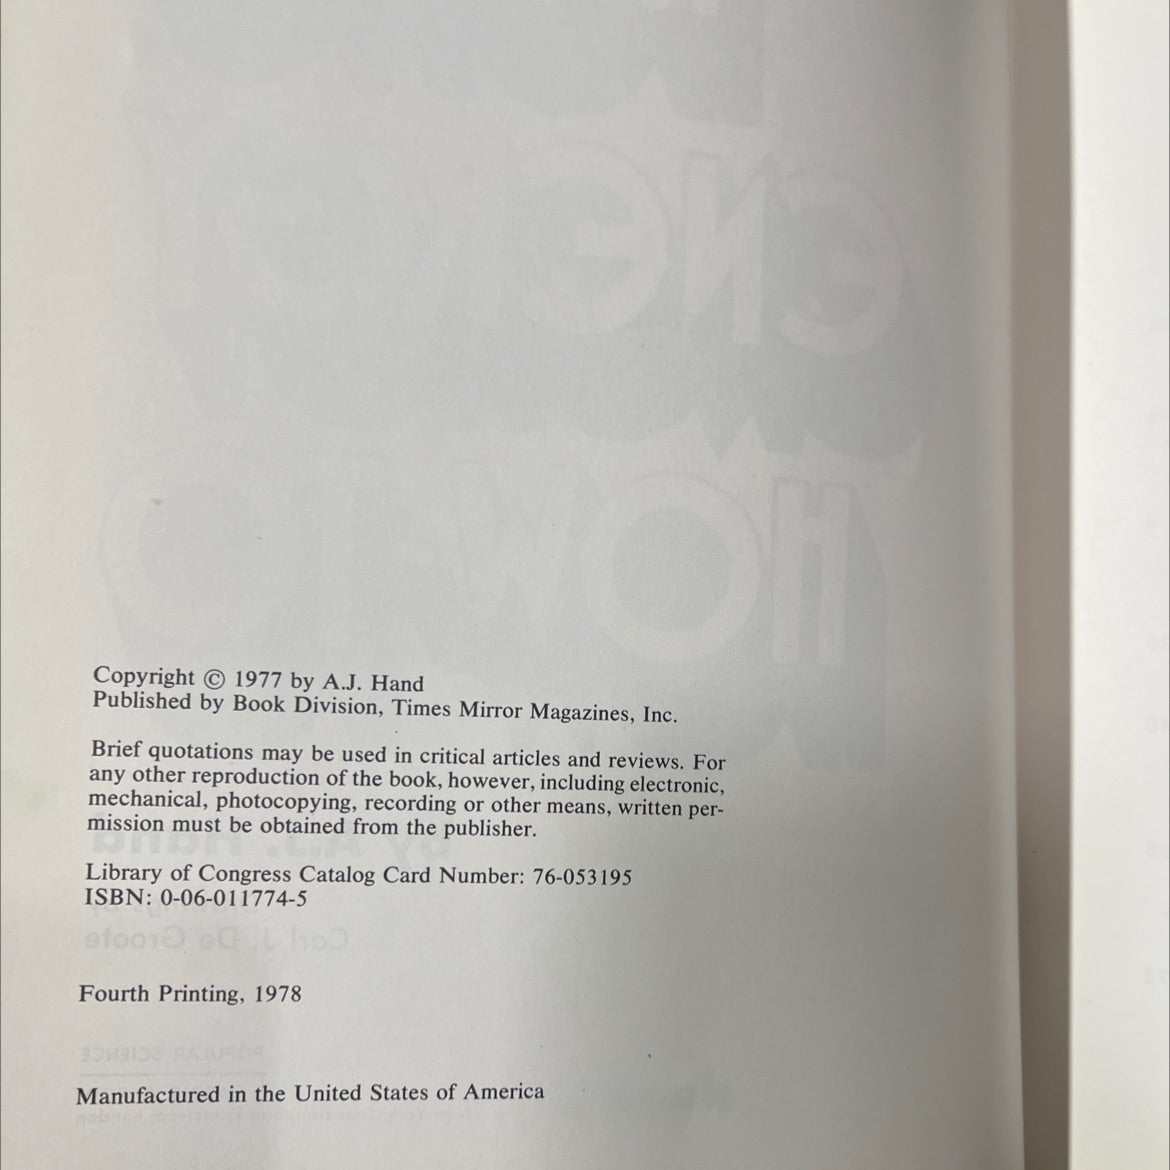 Copyright © 1977 by A.J. Hand
Published by Book Division, Times Mirror Magazines, Inc.
Brief quotations may be used in critical articles and reviews. For
any other reproduction of the book, however, including electronic,
mechanical, photocopying, recording or other means, written per-
mission must be obtained from the publisher.
Library of Congress Catalog Card Number: 76-053195
ISBN: 0-06-011774-5
Fourth Printing, 1978
Manufactured in the United States of America